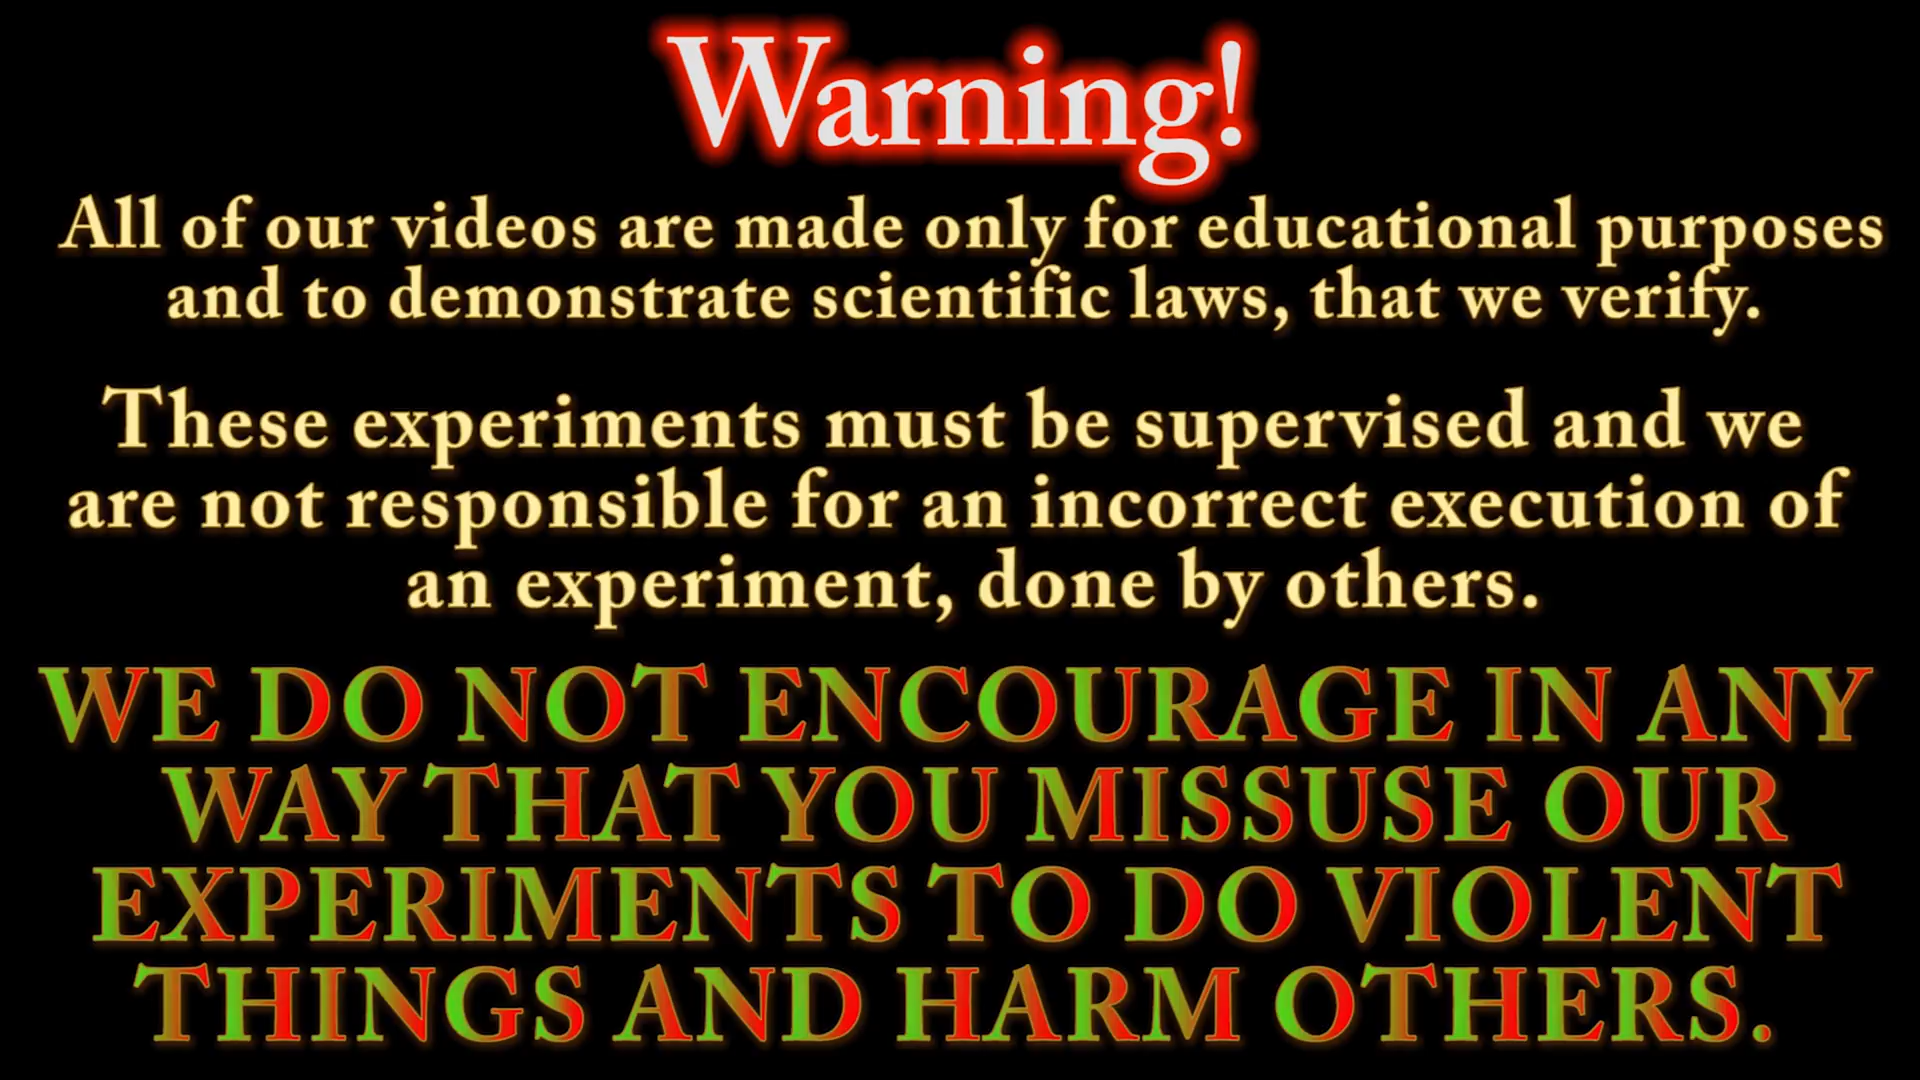 Warning!
All of our videos are made only for educational purposes
and to demonstrate scientific laws, that we verify.
These experiments must be supervised and we
are not responsible for an incorrect execution of
an experiment, done by others.
WE DO NOT ENCOURAGE IN ANY
WAY THAT YOU MISSUSE OUR
EXPERIMENTS TO DO VIOLENT
THINGS AND HARM OTHERS.